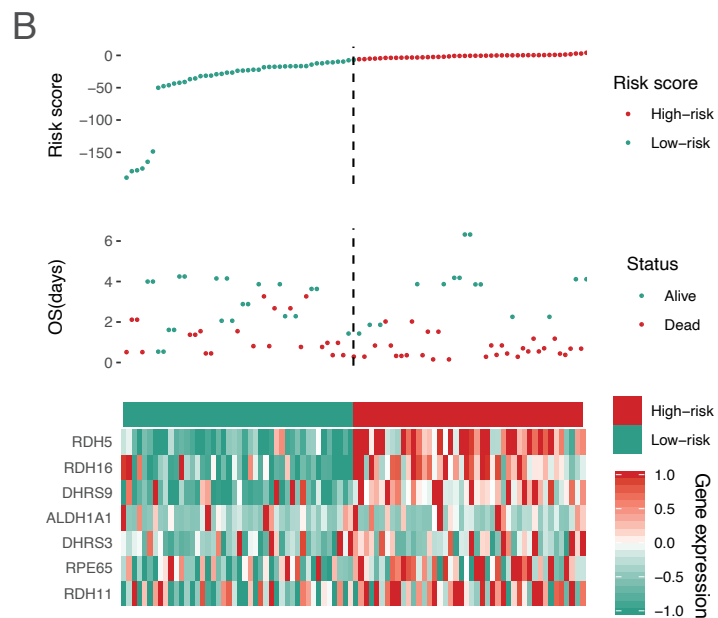 B
Risk score
0
−50
−100
−150
Risk score
High−risk
Low−risk
OS(days)
6
4
2
0
Status
Alive
Dead
High−risk
Low−risk
RDH5
RDH16
DHRS9
ALDH1A1
DHRS3
RPE65
RDH11
1.0
0.5
0.0
−0.5
−1.0
Gene expression